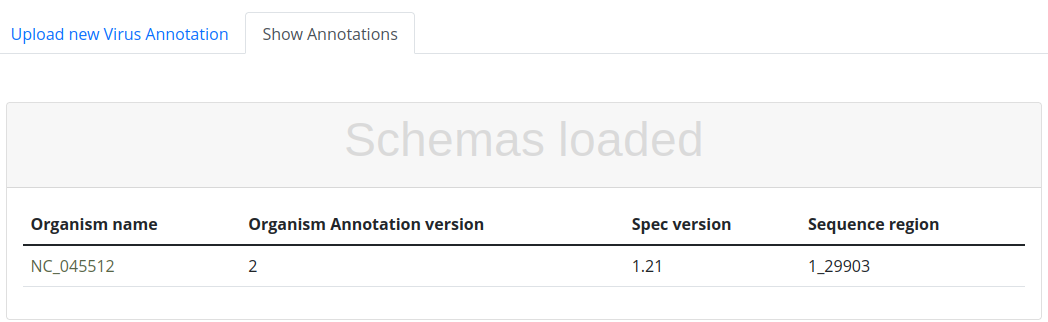 Upload new Virus Annotation Show Annotations
Schemas loaded
Organism name Organism Annotation version Spec version Sequence region
NC_045512 2 1.21 1_29903